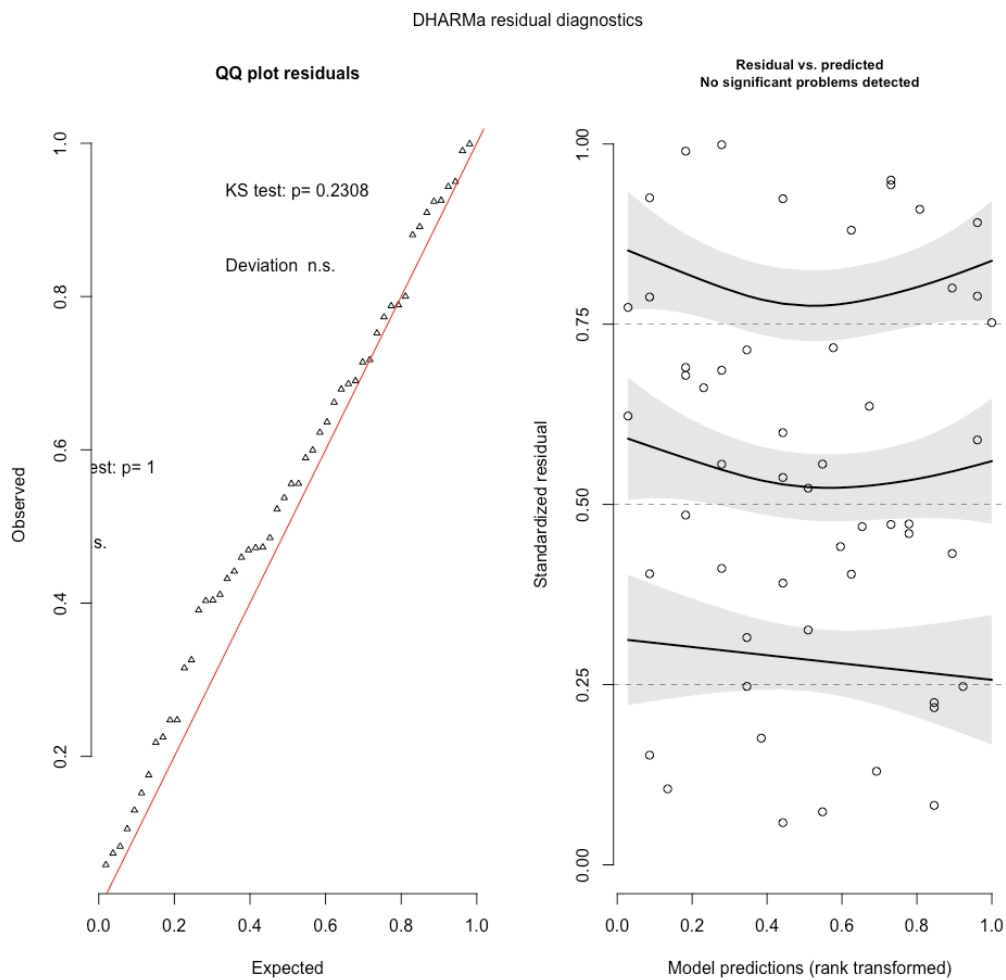 DHARMa residual diagnostics
QQ plot residuals
KS test: p= 0.2308
Deviation  n.s.
est: p= 1
s.
Observed
1.0
0.8
0.6
0.4
0.2
0.0
0.2
0.4
0.6
0.8
1.0
Expected
Residual vs. predicted
No significant problems detected
Standardized residual
1.00
0.75
0.50
0.25
0.00
0.0
0.2
0.4
0.6
0.8
1.0
Model predictions (rank transformed)